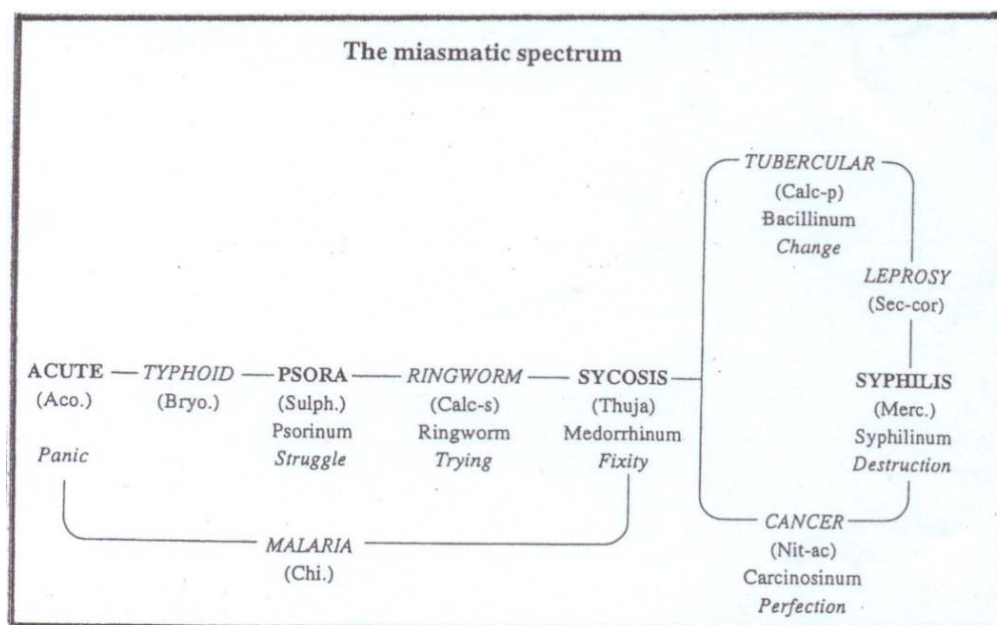 The miasmatic spectrum
TUBERCULAR
(Calc-p)
Bacillinum
Change
LEPROSY
(Sec-cor)
ACUTE TYPHOID PSORA RINGWORM SYCOSIS SYPHILIS
(Aco.) (Bryo.) (Sulph.) (Calc-s) (Thuja) (Merc.)
Psorinum Ringworm Medorrhinum Syphilinum
Panic Struggle Trying Fixity Destruction
CANCER
MALARIA
(Nit-ac)
(Chi.)
Carcinosinum
Perfection